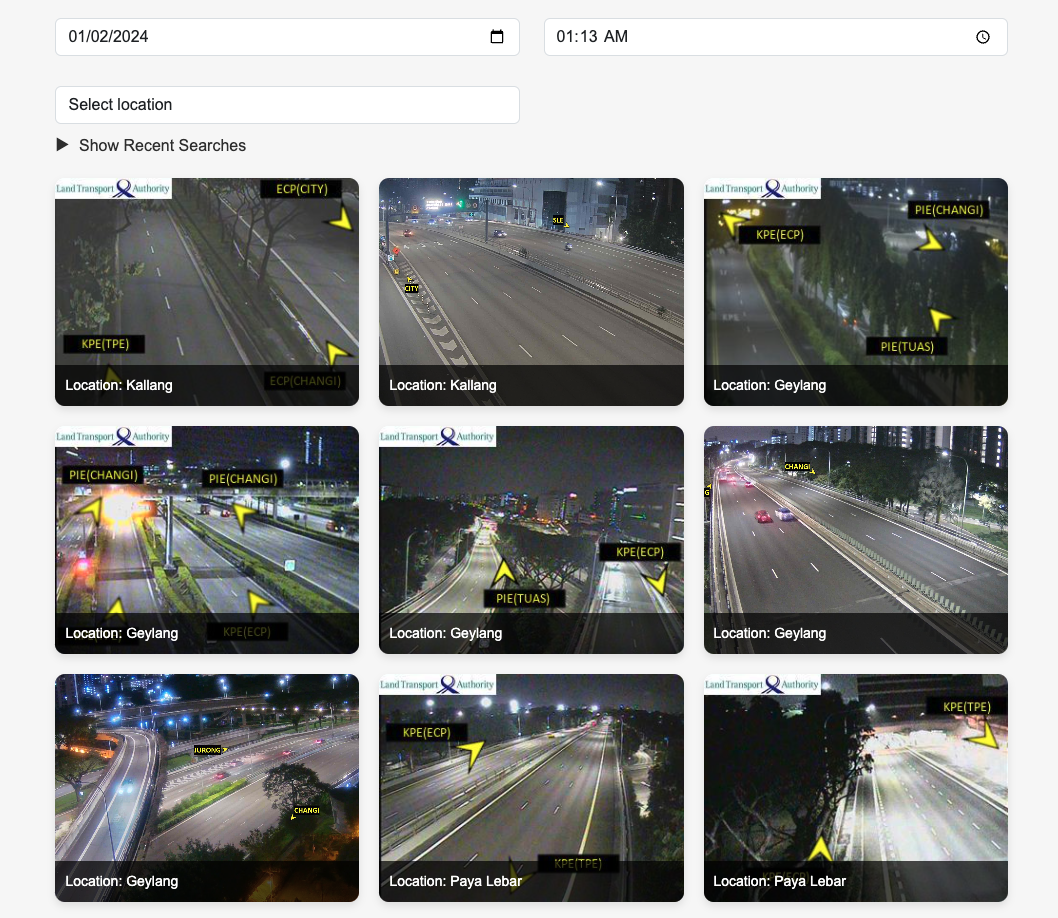 01/02/2024
01:13 AM
Select location
Show Recent Searches
Land Transport Authority
ECP(CITY)
KPE(TPE)
ECP(CHANGI)
Location: Kallang
SLE
CITY
Location: Kallang
Land Transport Authority
PIE(CHANGI)
KPE(ECP)
PIE(TUAS)
Location: Geylang
Land Transport Authority
PIE(CHANGI)
PIE(CHANGI)
KPE(ECP)
Location: Geylang
Land Transport Authority
KPE(ECP)
PIE(TUAS)
Location: Geylang
CHANGI
G
Location: Geylang
JURONG
CHANGI
Location: Geylang
Land Transport Authority
KPE(ECP)
KPE(TPE)
Location: Paya Lebar
Land Transport Authority
KPE(TPE)
KPE(ECP)
Location: Paya Lebar